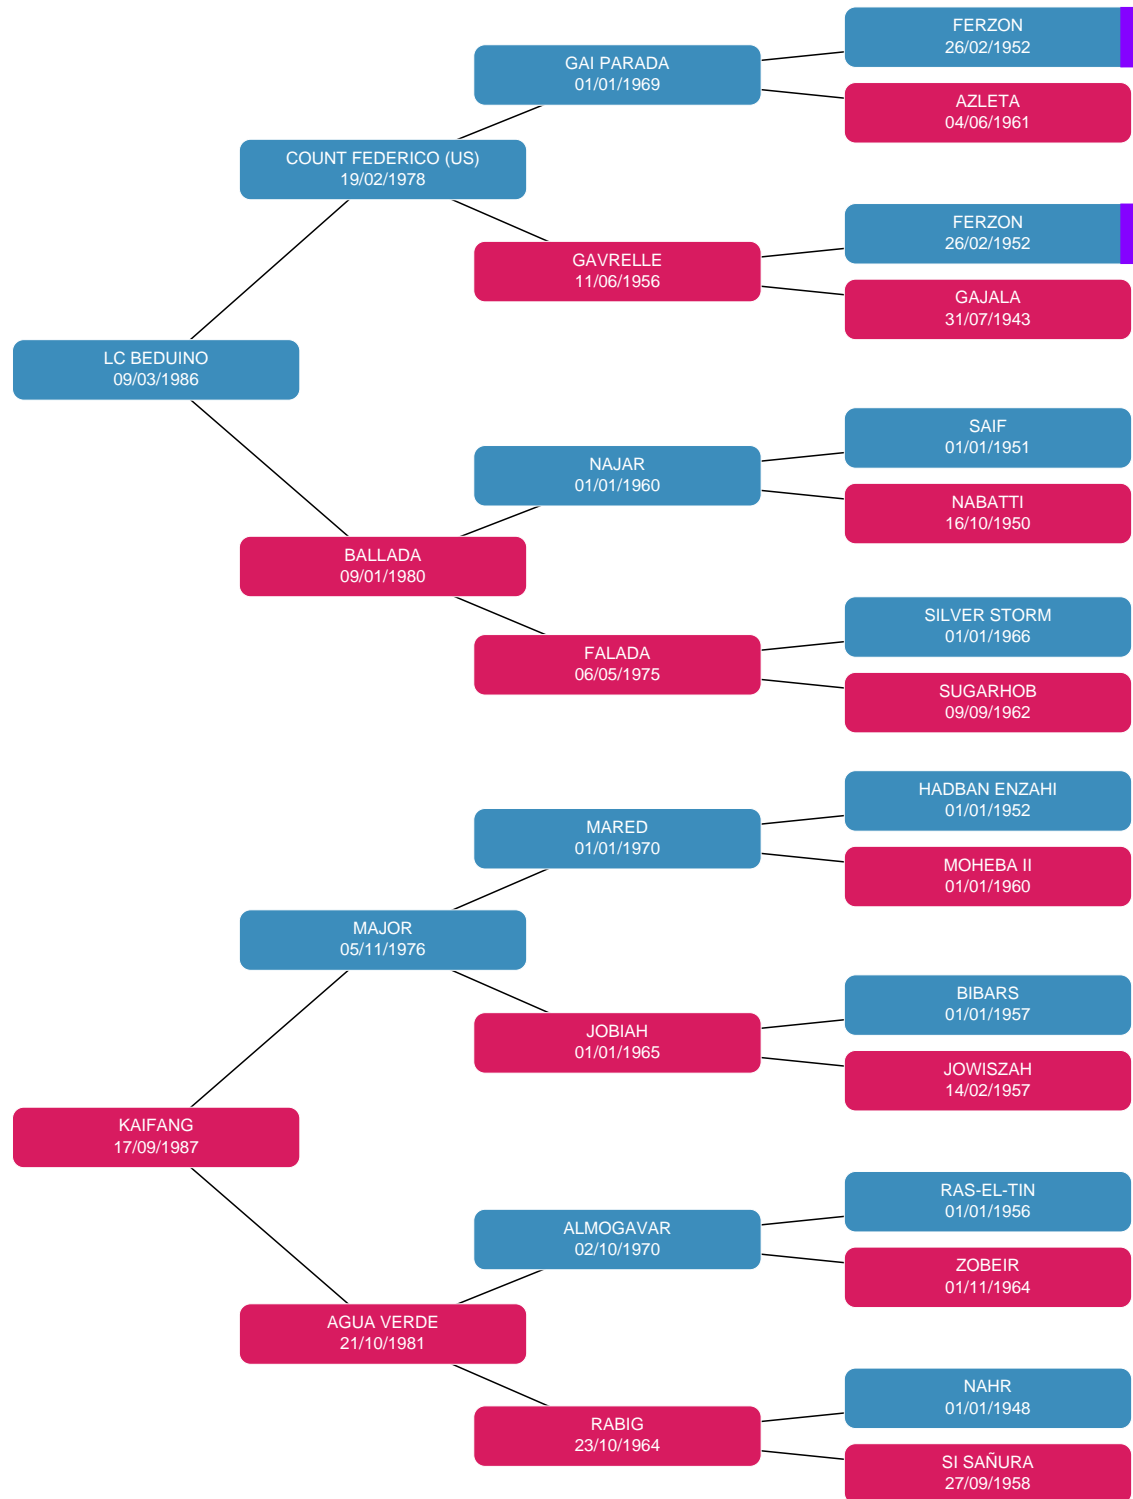 FERZON
26/02/1952
GAI PARADA
01/01/1969
AZLETA
04/06/1961
COUNT FEDERICO (US)
19/02/1978
FERZON
26/02/1952
GAVRELLE
11/06/1956
GAJALA
31/07/1943
LC BEDUINO
09/03/1986
SAIF
01/01/1951
NAJAR
01/01/1960
NABATTI
16/10/1950
BALLADA
09/01/1980
SILVER STORM
01/01/1966
FALADA
06/05/1975
SUGARHOB
09/09/1962
HADBAN ENZAHI
01/01/1952
MARED
01/01/1970
MOHEBA II
01/01/1960
MAJOR
05/11/1976
BIBARS
01/01/1957
JOBIAH
01/01/1965
JOWISZAH
14/02/1957
KAIFANG
17/09/1987
RAS-EL-TIN
01/01/1956
ALMOGAVAR
02/10/1970
ZOBEIR
01/11/1964
AGUA VERDE
21/10/1981
NAHR
01/01/1948
RABIG
23/10/1964
SI SAÑURA
27/09/1958